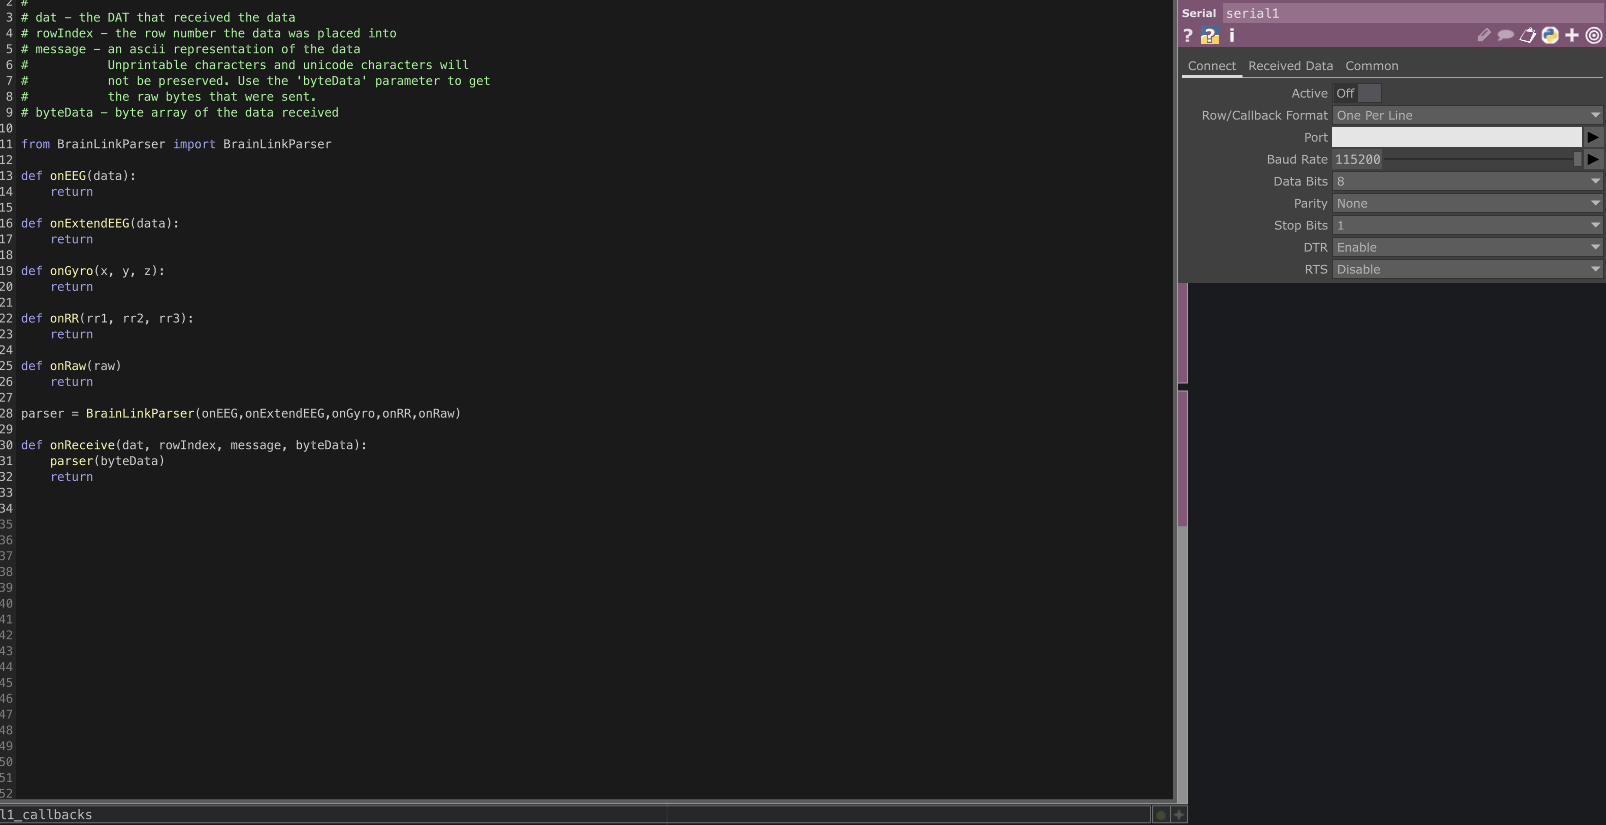 2 #
3 # dat - the DAT that received the data
4 # rowIndex - the row number the data was placed into
5 # message - an ascii representation of the data
6 #           Unprintable characters and unicode characters will
7 #           not be preserved. Use the 'byteData' parameter to get
8 #           the raw bytes that were sent.
9 # byteData - byte array of the data received
10
11 from BrainLinkParser import BrainLinkParser
12
13 def onEEG(data):
14     return
15
16 def onExtendEEG(data):
17     return
18
19 def onGyro(x, y, z):
20     return
21
22 def onRR(rr1, rr2, rr3):
23     return
24
25 def onRaw(raw)
26     return
27
28 parser = BrainLinkParser(onEEG,onExtendEEG,onGyro,onRR,onRaw)
29
30 def onReceive(dat, rowIndex, message, byteData):
31     parser(byteData)
32     return
33
34
35
36
37
38
39
40
41
42
43
44
45
46
47
48
49
50
51
52
l1_callbacks
Serial serial1
? ? i
Connect Received Data Common
Active Off
Row/Callback Format One Per Line
Port
Baud Rate 115200
Data Bits 8
Parity None
Stop Bits 1
DTR Enable
RTS Disable